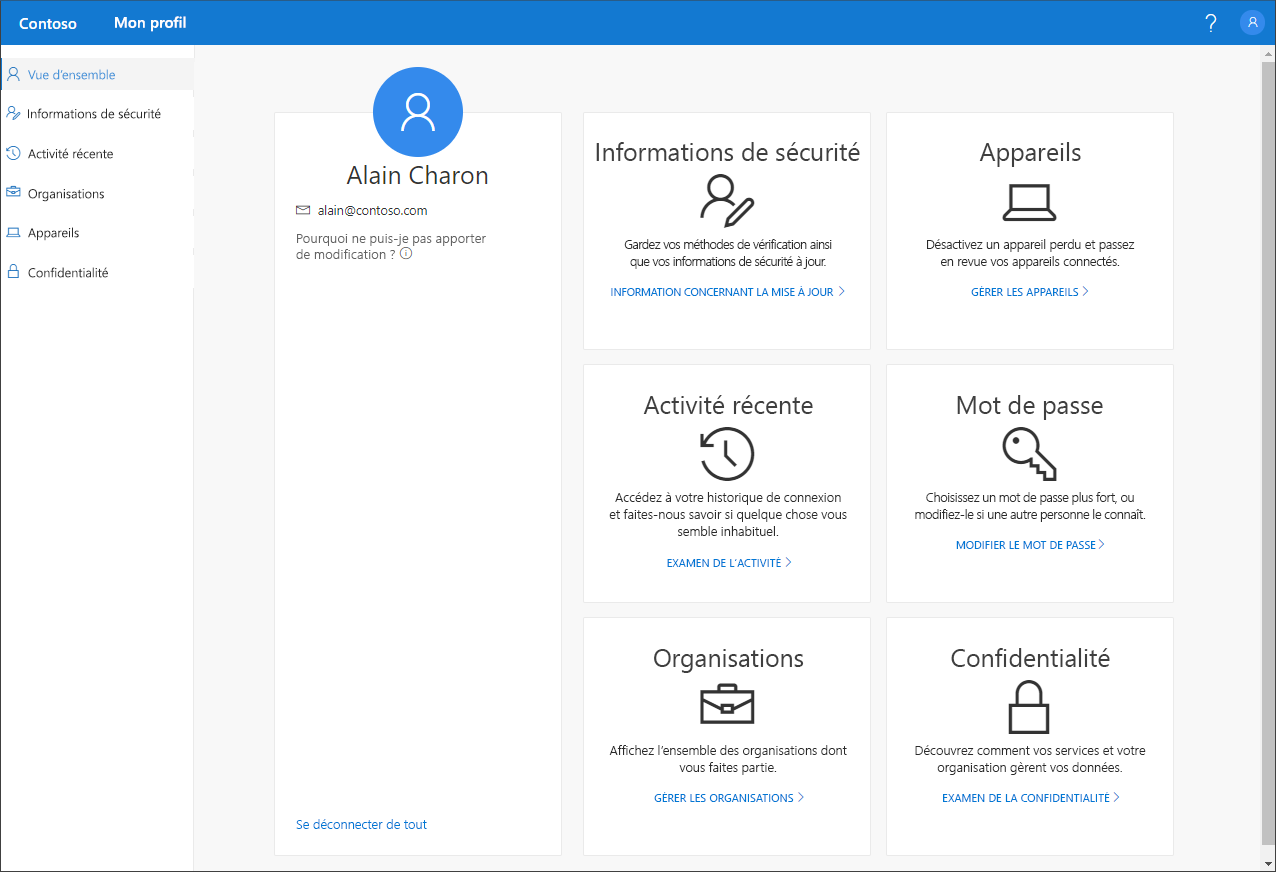 Contoso
Mon profil
?
Vue d'ensemble
Informations de sécurité
Activité récente
Organisations
Appareils
Confidentialité
Alain Charon
alain@contoso.com
Pourquoi ne puis-je pas apporter
de modification ?
Se déconnecter de tout
Informations de sécurité
Gardez vos méthodes de vérification ainsi
que vos informations de sécurité à jour.
INFORMATION CONCERNANT LA MISE À JOUR
Appareils
Désactivez un appareil perdu et passez
en revue vos appareils connectés.
GÉRER LES APPAREILS
Activité récente
Accédez à votre historique de connexion
et faites-nous savoir si quelque chose vous
semble inhabituel.
EXAMEN DE L'ACTIVITÉ
Mot de passe
Choisissez un mot de passe plus fort, ou
modifiez-le si une autre personne le connaît.
MODIFIER LE MOT DE PASSE
Organisations
Affichez l'ensemble des organisations dont
vous faites partie.
GÉRER LES ORGANISATIONS
Confidentialité
Découvrez comment vos services et votre
organisation gèrent vos données.
EXAMEN DE LA CONFIDENTIALITÉ